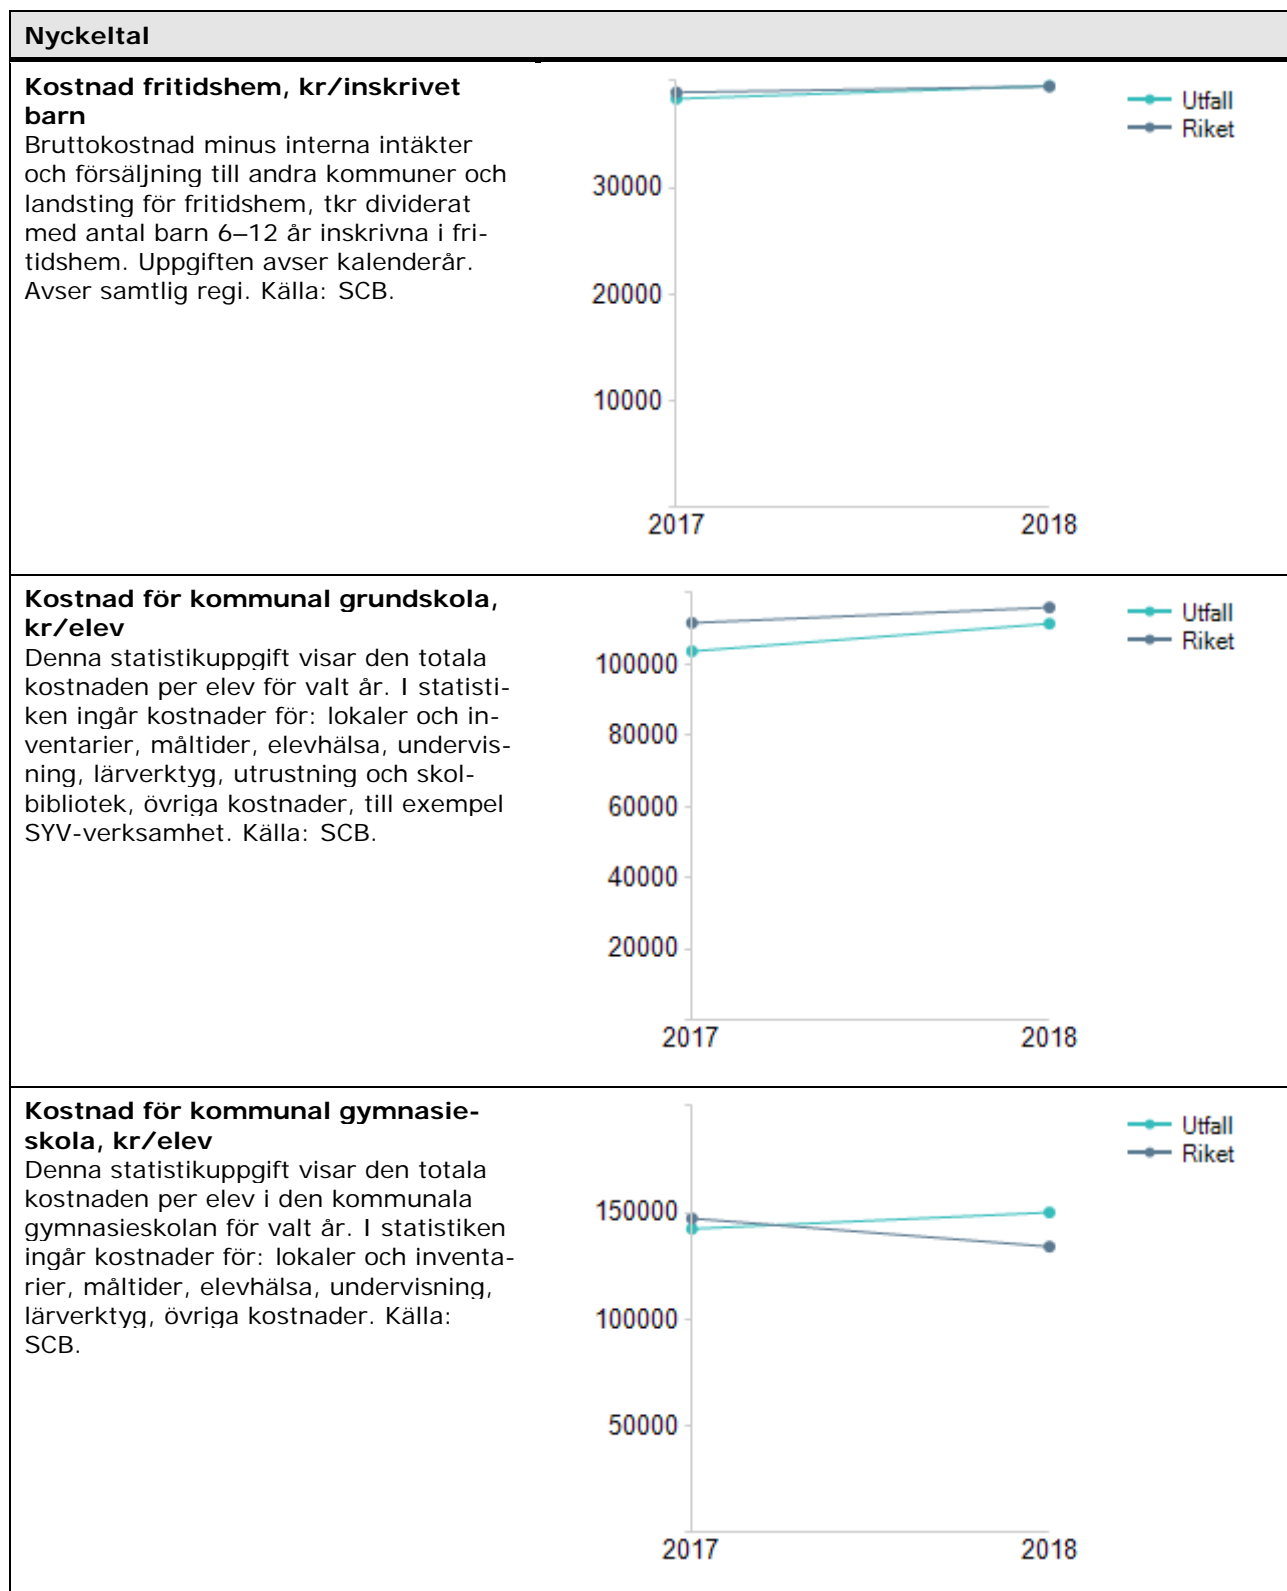 Nyckeltal
Kostnad fritidshem, kr/inskrivet
barn
Bruttokostnad minus interna intäkter
och försäljning till andra kommuner och
landsting för fritidshem, tkr dividerat
med antal barn 6–12 år inskrivna i fri-
tidshem. Uppgiften avser kalenderår.
Avser samtlig regi. Källa: SCB.
30000
20000
10000
2017
2018
Utfall
Riket
Kostnad för kommunal grundskola,
kr/elev
Denna statistikuppgift visar den totala
kostnaden per elev för valt år. I statisti-
ken ingår kostnader för: lokaler och in-
ventarier, måltider, elevhälsa, undervis-
ning, lärverktyg, utrustning och skol-
bibliotek, övriga kostnader, till exempel
SYV-verksamhet. Källa: SCB.
100000
80000
60000
40000
20000
2017
2018
Utfall
Riket
Kostnad för kommunal gymnasie-
skola, kr/elev
Denna statistikuppgift visar den totala
kostnaden per elev i den kommunala
gymnasieskolan för valt år. I statistiken
ingår kostnader för: lokaler och inventa-
rier, måltider, elevhälsa, undervisning,
lärverktyg, övriga kostnader. Källa:
SCB.
150000
100000
50000
2017
2018
Utfall
Riket